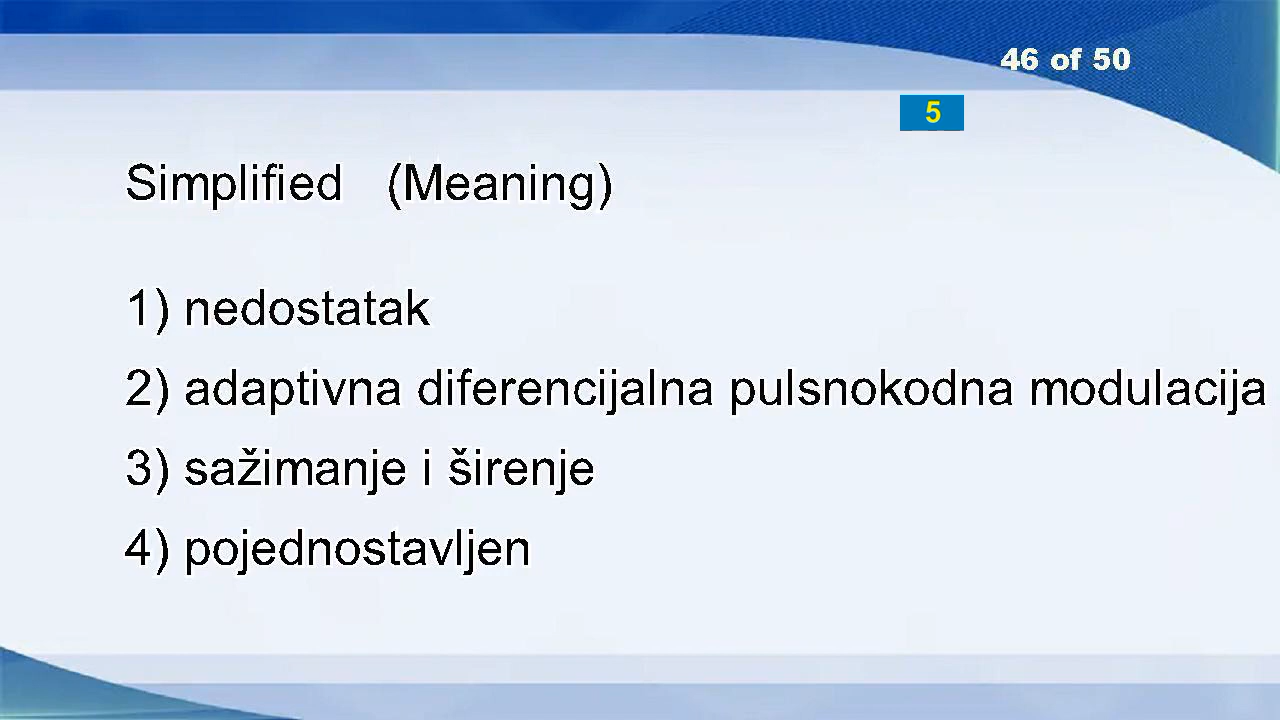 46 of 50
5
Simplified (Meaning)
1) nedostatak
2) adaptivna diferencijalna pulsnokodna modulacija
3) sažimanje i širenje
4) pojednostavljen